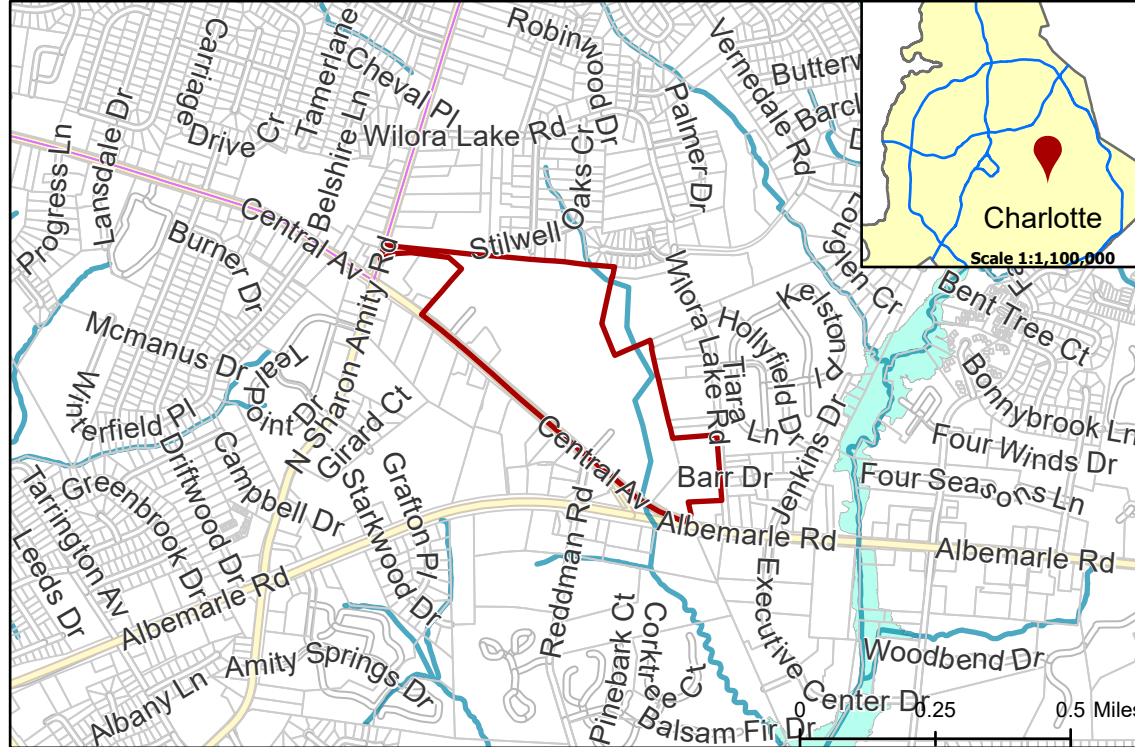 Carriage
Drive
Cr
Tamerlane
Cheval Pl
Robinwood Dr
Vernedale Rd
Palmer Dr
Wilora Lake Rd
Belshire Ln
Lansdale Dr
Progress Ln
Central Av
Burner Dr
Stilwell Oaks Cr
N Sharon Amity Rd
Charlotte
Scale 1:1,100,000
Glen Cr
Bent Tree Ct
Kelston Pl
Hollyfield Dr
Tiara Ln
Wilora Lake Rd
Mcmanus Dr
Winterfield Pl
Tea Point Dr
Girard Ct
Bonnybrook Ln
Four Winds Dr
Four Seasons Ln
Jenkins Dr
Barr Dr
Central Av
Driftwood Dr
Campbell Dr
Grafton Pl
Starkwood Dr
Greenbrook Dr
Tarrington Av
Leeds Dr
Albemarle Rd
Albemarle Rd
Albemarle Rd
Reddman Rd
Executive Center Dr
Woodbend Dr
Pinebark Ct
Corktree Ct
Balsam Fir Dr
Amity Springs Dr
Albany Ln
0
0.25
0.5 Miles